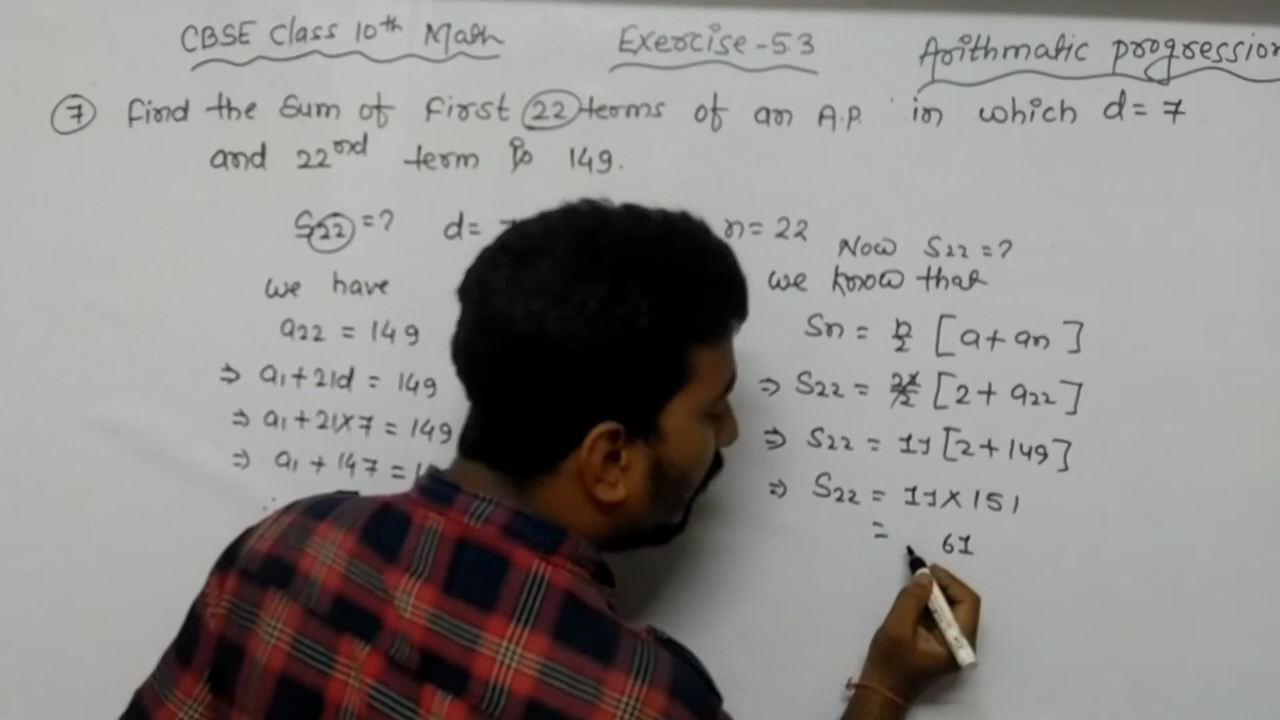 CBSE Class 10th Math Exercise-5.3 Arithmatic progression
7 Find the Sum of First 22 terms of an A.P. in which d=7
and 22nd term is 149.
S22 =? d= n=22
we have
a22 = 149
⇒ a1+21d = 149
⇒ a1+21×7 = 149
⇒ a1 + 147 =
Now S22 =?
we know that
Sn = n/2 [a+an]
⇒ S22 = 22/2 [2+a22]
⇒ S22 = 11 [2+149]
⇒ S22 = 11×151
= 61